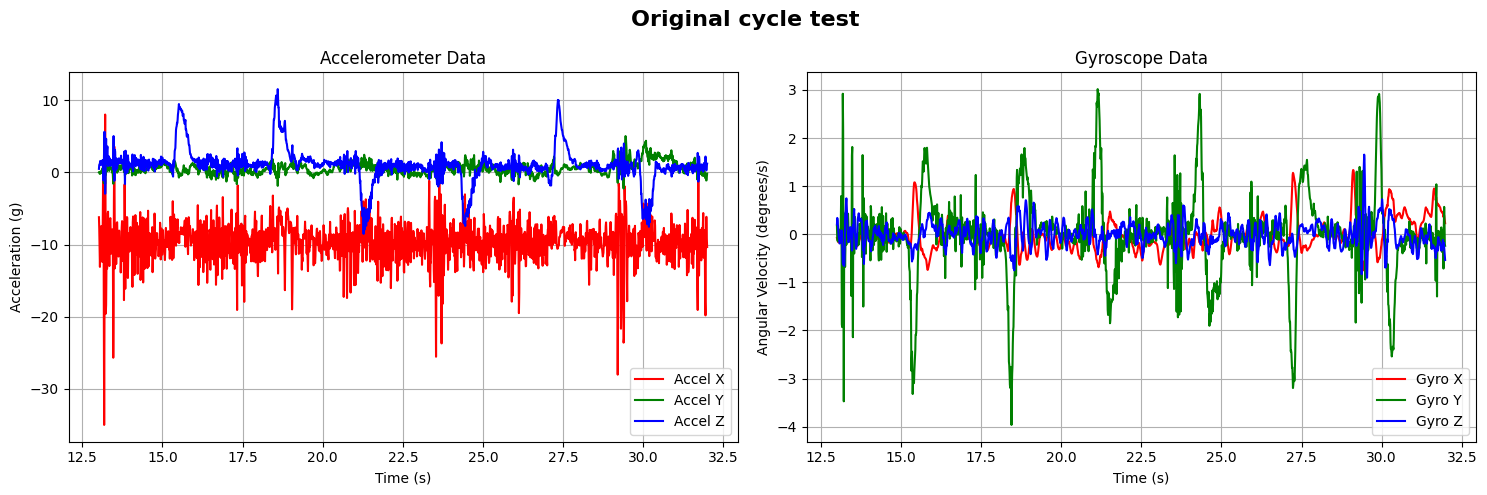 Original cycle test
Accelerometer Data
Acceleration (g)
10
0
−10
−20
−30
12.5 15.0 17.5 20.0 22.5 25.0 27.5 30.0 32.5
Time (s)
Accel X
Accel Y
Accel Z
Gyroscope Data
Angular Velocity (degrees/s)
3
2
1
0
−1
−2
−3
−4
12.5 15.0 17.5 20.0 22.5 25.0 27.5 30.0 32.5
Time (s)
Gyro X
Gyro Y
Gyro Z